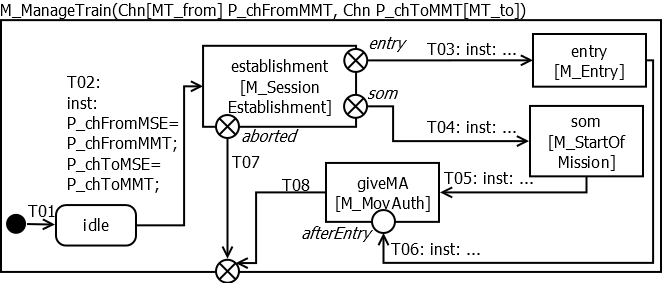 M_ManageTrain(Chn[MT_from] P_chFromMMT, Chn P_chToMMT[MT_to])
entry
T03: inst: ...
entry
[M_Entry]
establishment
[M_Session
Establishment]
T02:
inst:
P_chFromMSE=
P_chFromMMT;
P_chToMSE=
P_chToMMT;
som
T04: inst: ...
som
[M_StartOf
Mission]
aborted
T07
T05: inst: ...
T08
giveMA
[M_MovAuth]
T01
idle
afterEntry
T06: inst: ...